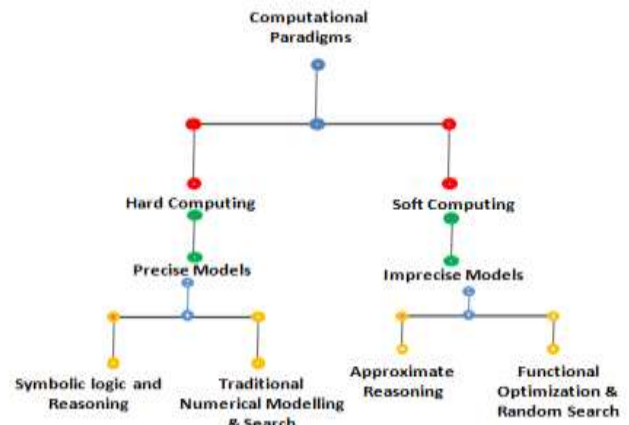 Computational
Paradigms
Hard Computing
Soft Computing
Precise Models
Imprecise Models
Symbolic logic and
Reasoning
Traditional
Numerical Modelling
& Search
Approximate
Reasoning
Functional
Optimization &
Random Search